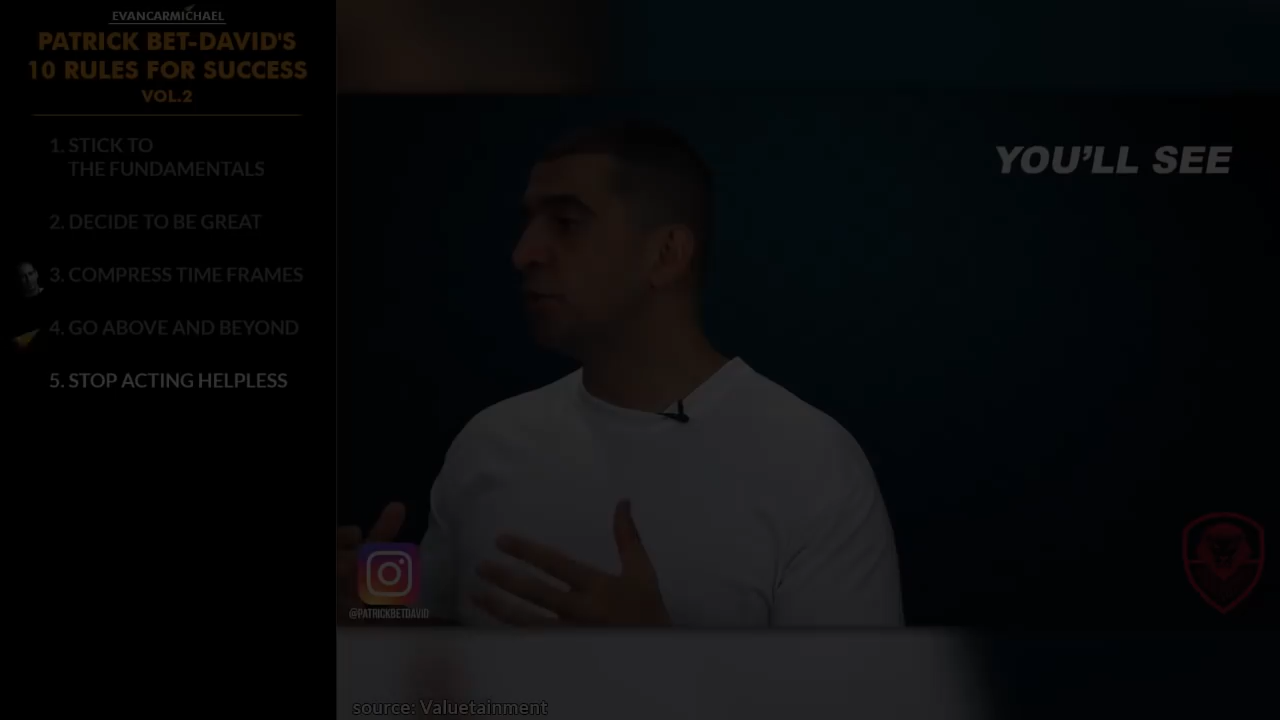 EVANCARMICHAEL
PATRICK BET-DAVID'S
10 RULES FOR SUCCESS
VOL.2
1. STICK TO
THE FUNDAMENTALS
2. DECIDE TO BE GREAT
3. COMPRESS TIME FRAMES
4. GO ABOVE AND BEYOND
5. STOP ACTING HELPLESS
YOU'LL SEE
@PATRICKBETDAVID
source: Valuetainment